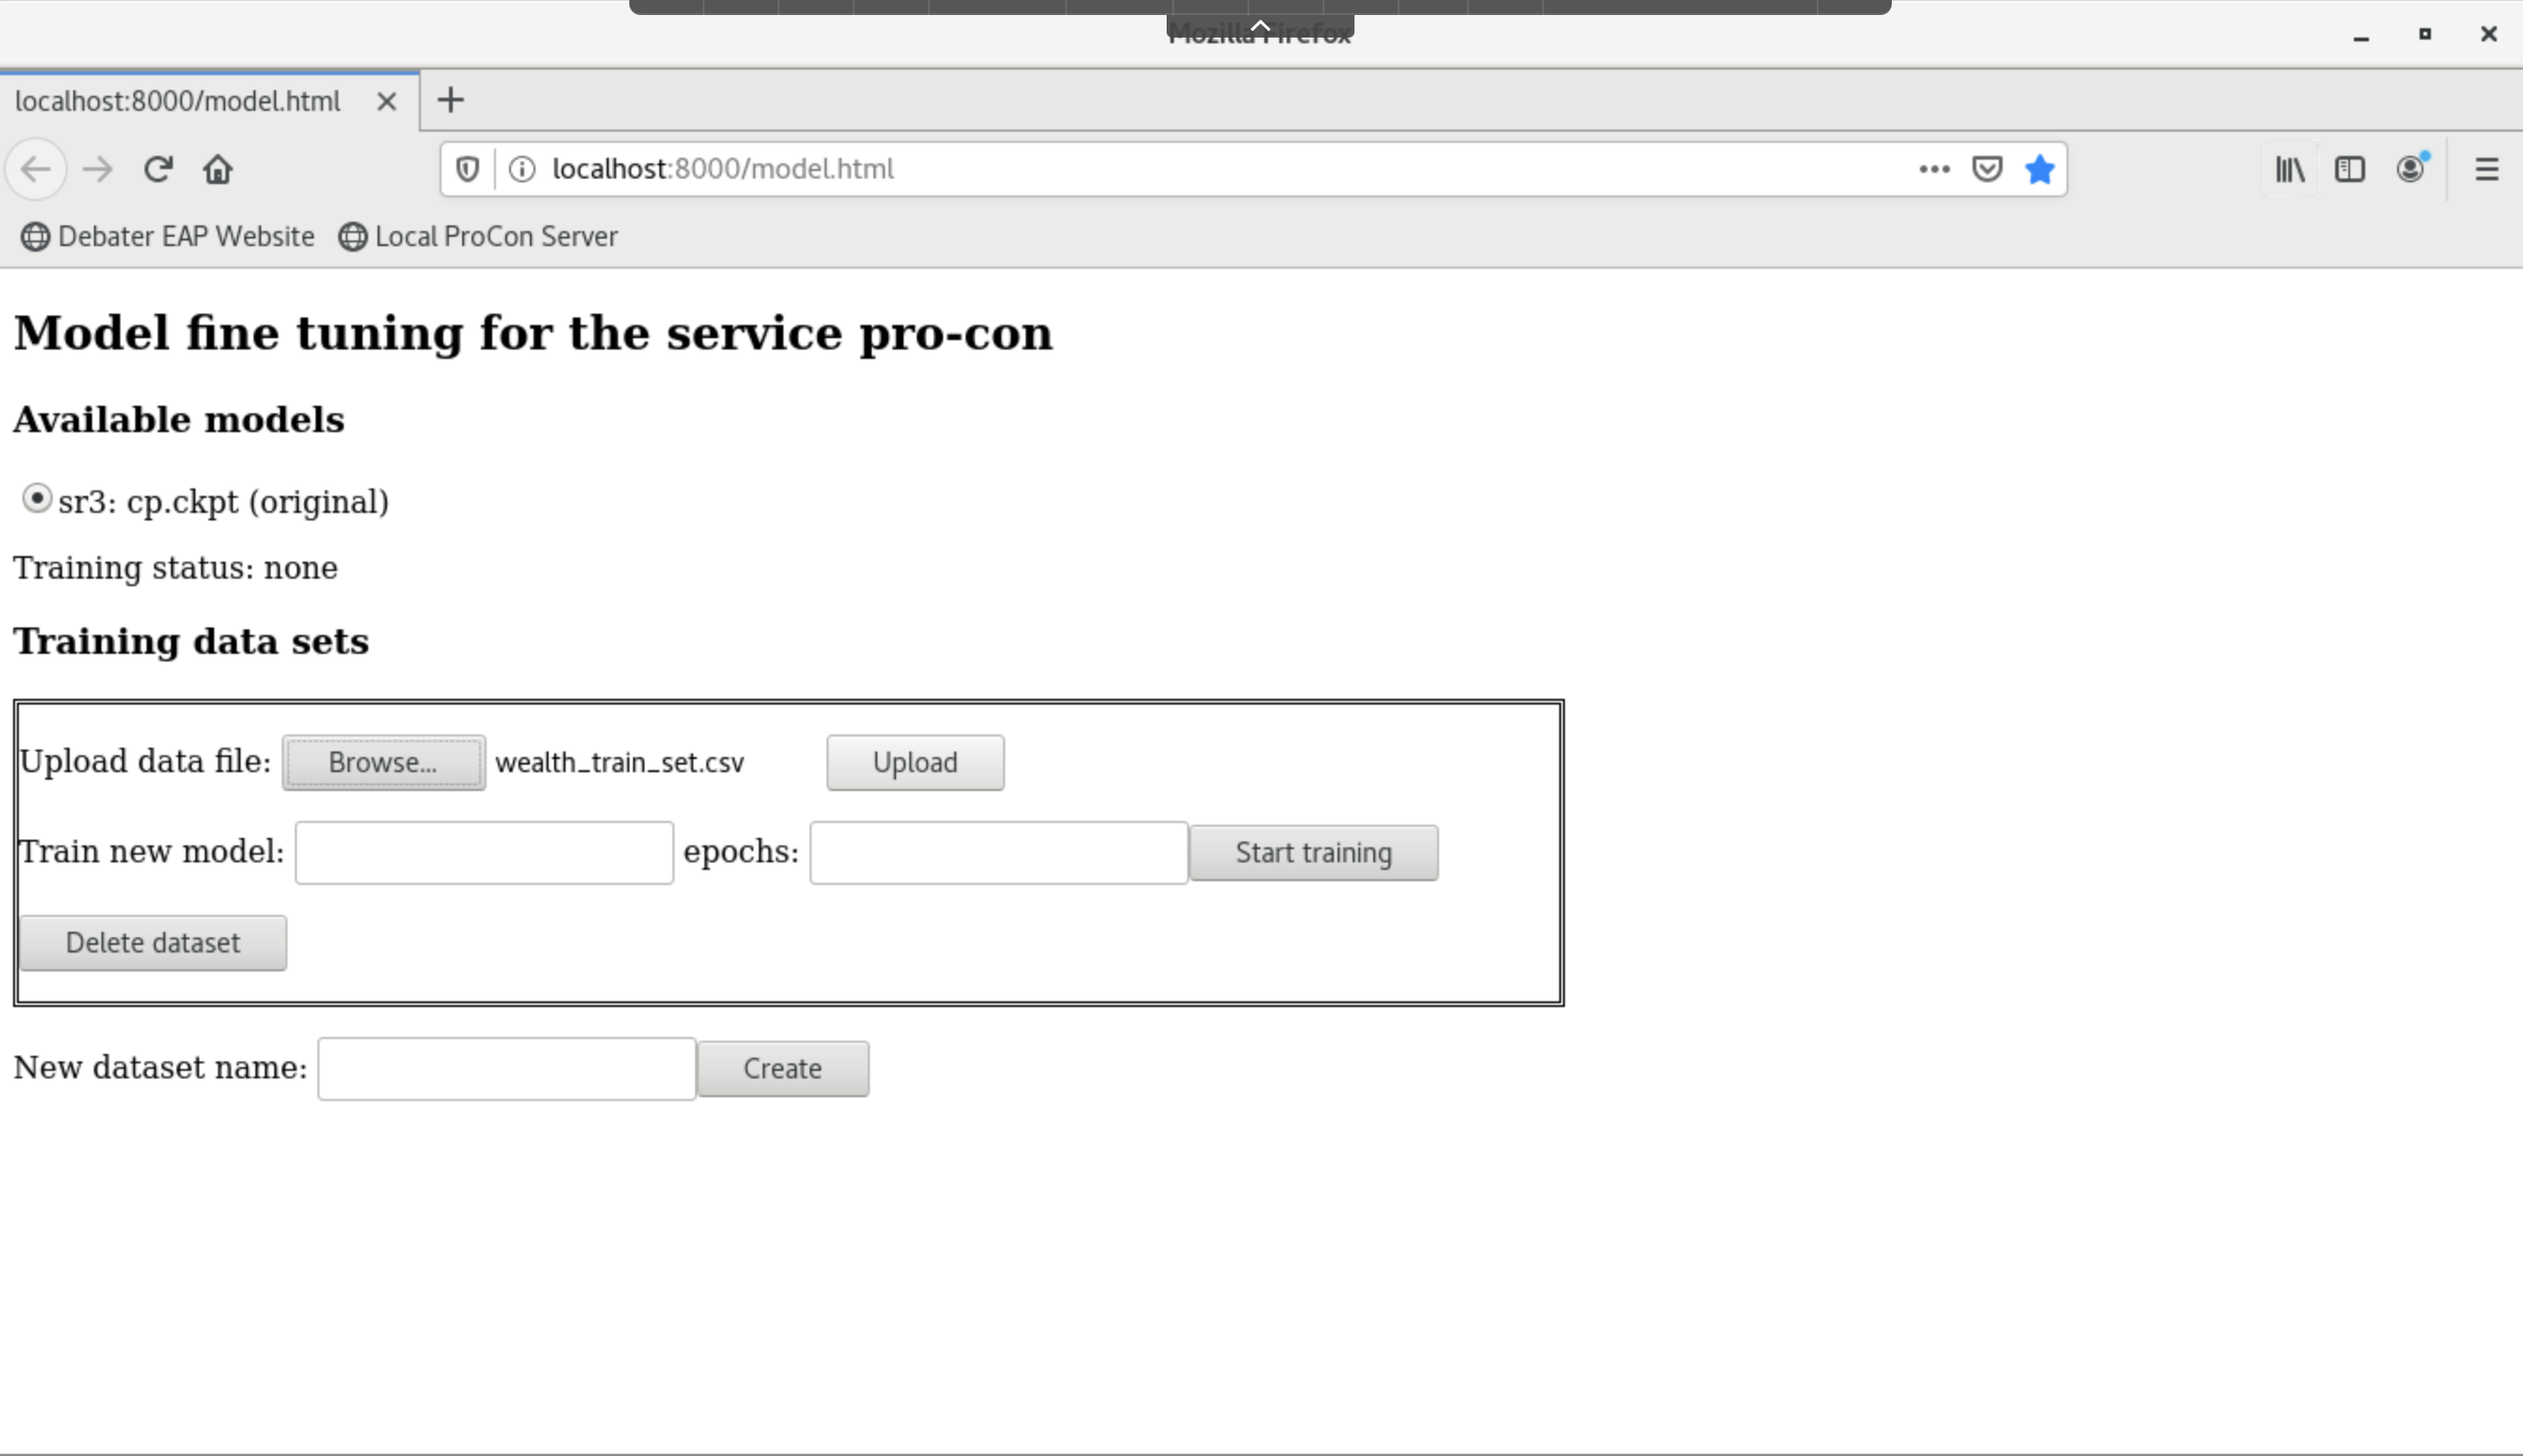 Mozilla Firefox
localhost:8000/model.html
localhost:8000/model.html
Debater EAP Website Local ProCon Server
Model fine tuning for the service pro-con
Available models
sr3: cp.ckpt (original)
Training status: none
Training data sets
Upload data file: Browse... wealth_train_set.csv Upload
Train new model: epochs: Start training
Delete dataset
New dataset name: Create